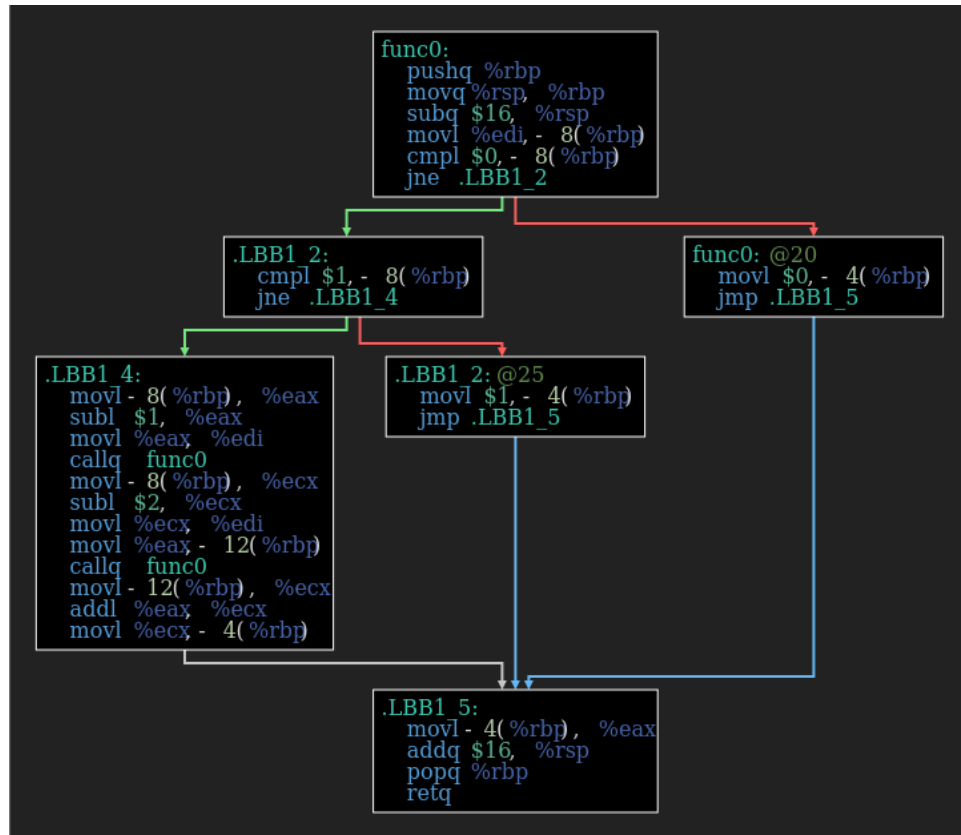 func0:
pushq %rbp
movq %rsp, %rbp
subq $16, %rsp
movl %edi, - 8(%rbp)
cmpl $0, - 8(%rbp)
jne .LBB1_2
.LBB1_2:
cmpl $1, - 8(%rbp)
jne .LBB1_4
func0: @20
movl $0, - 4(%rbp)
jmp .LBB1_5
.LBB1_4:
movl - 8(%rbp), %eax
subl $1, %eax
movl %eax, %edi
callq func0
movl - 8(%rbp), %ecx
subl $2, %ecx
movl %ecx, %edi
movl %eax, - 12(%rbp)
callq func0
movl - 12(%rbp), %ecx
addl %eax, %ecx
movl %ecx, - 4(%rbp)
.LBB1_2: @25
movl $1, - 4(%rbp)
jmp .LBB1_5
.LBB1_5:
movl - 4(%rbp), %eax
addq $16, %rsp
popq %rbp
retq